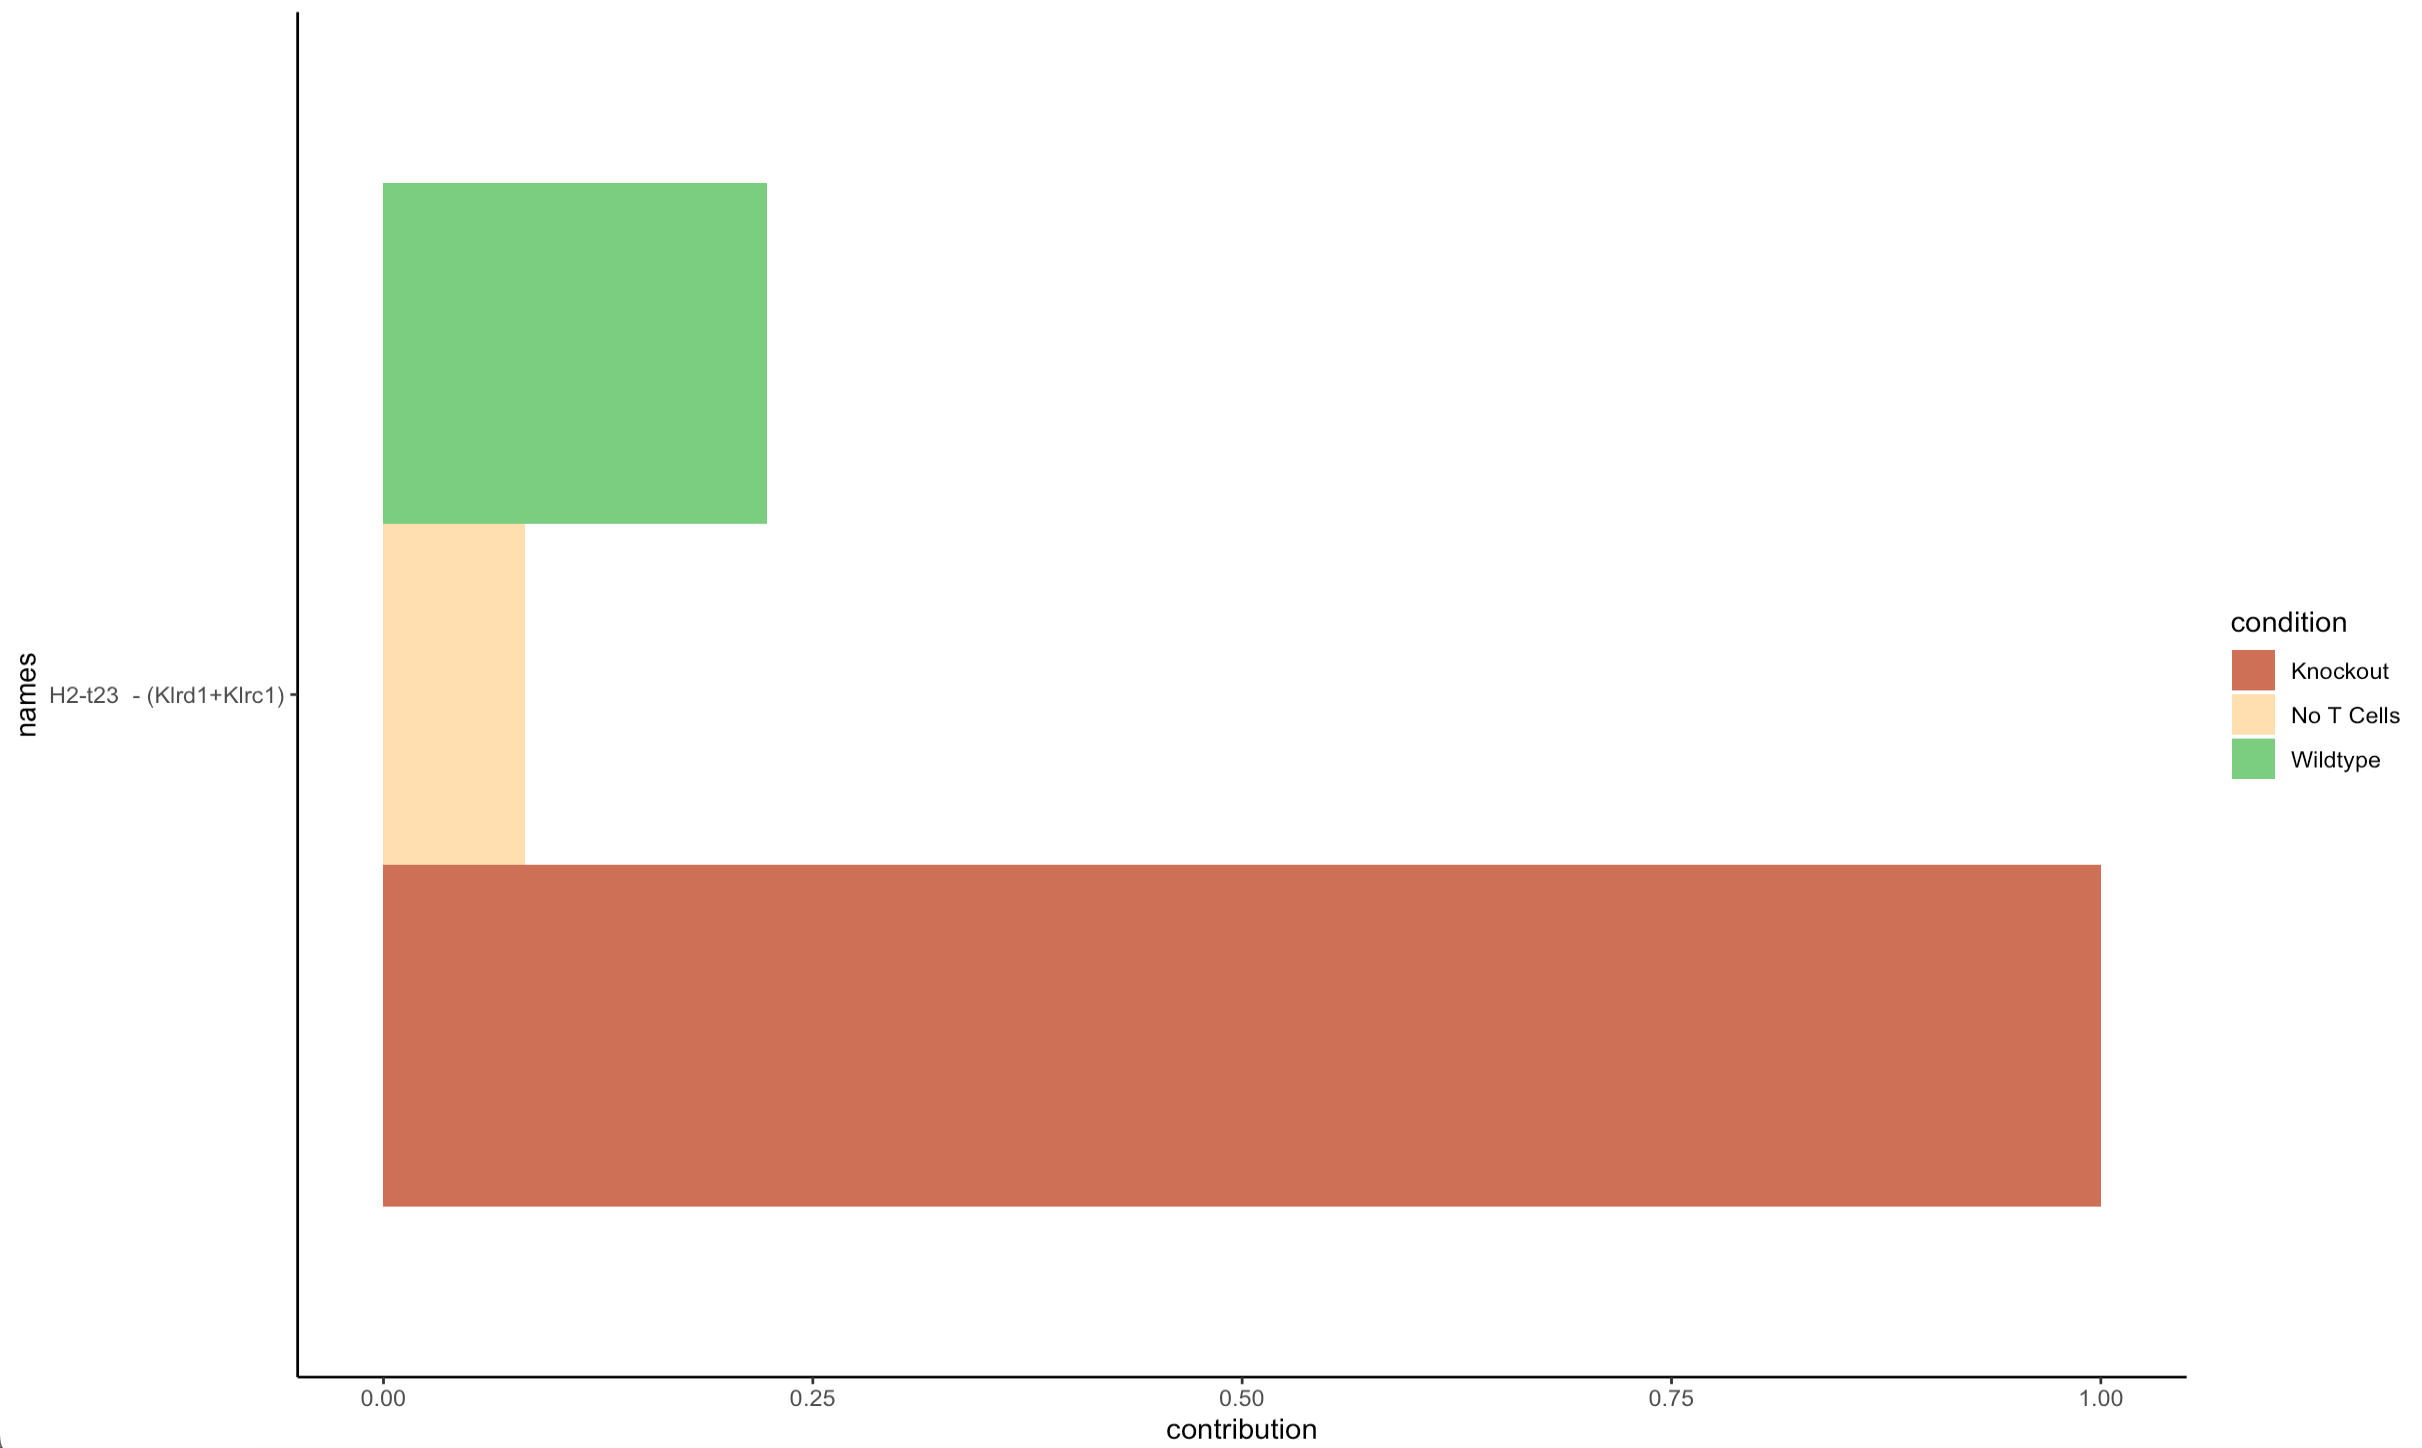 names
H2-t23  - (Klrd1+Klrc1)
0.00
0.25
0.50
0.75
1.00
contribution
condition
Knockout
No T Cells
Wildtype